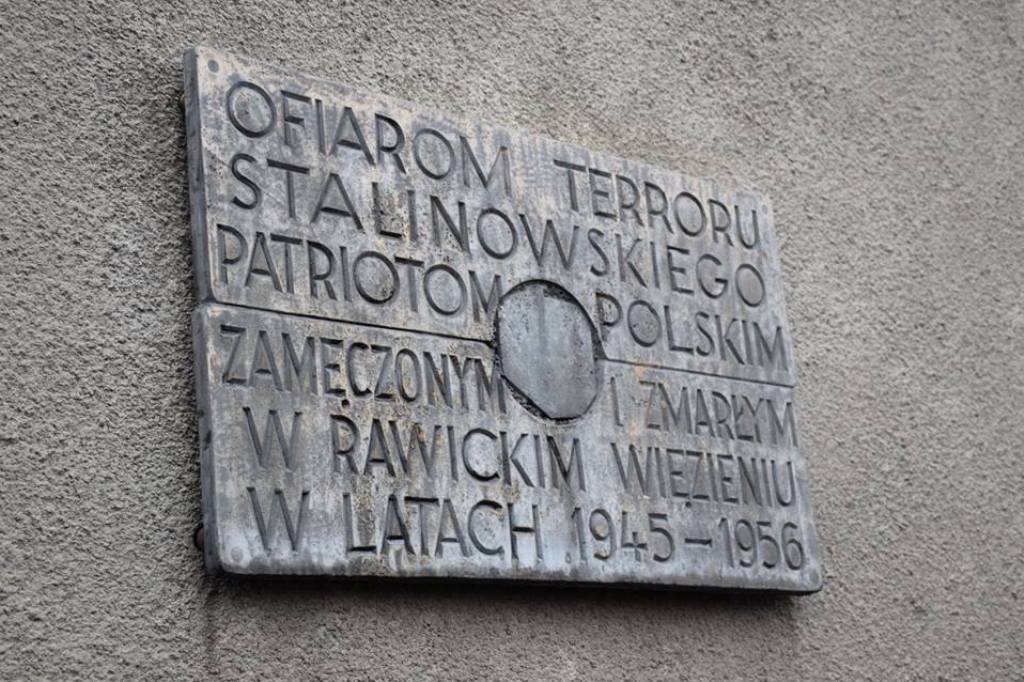 OFIAROM TERRORU
STALINOWSKIEGO
PATRIOTOM POLSKIM
ZAMĘCZONYM I ZMARŁYM
W RAWICKIM WIĘZIENIU
W LATACH 1945-1956